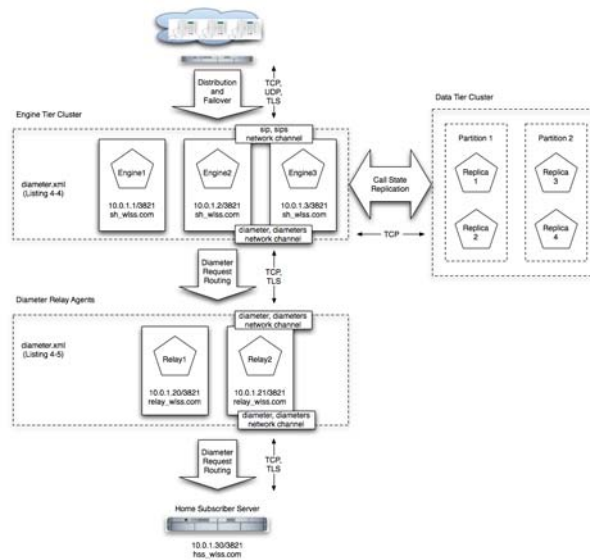 Distribution
and
Failover
TCP,
UDP,
TLS
Engine Tier Cluster
sip, sips
network channel
Engine1
Engine2
Engine3
diameter.xml
(Listing 4-4)
10.0.1.1/3821
sh_wlss.com
10.0.1.2/3821
sh_wlss.com
10.0.1.3/3821
sh_wlss.com
diameter, diameters
network channel
Call State
Replication
TCP
Data Tier Cluster
Partition 1
Partition 2
Replica
1
Replica
3
Replica
2
Replica
4
Diameter
Request
Routing
TCP,
TLS
Diameter Relay Agents
diameter, diameters
network channel
diameter.xml
(Listing 4-5)
Relay1
Relay2
10.0.1.20/3821
relay_wlss.com
10.0.1.21/3821
relay_wlss.com
diameter, diameters
network channel
Diameter
Request
Routing
TCP,
TLS
Home Subscriber Server
10.0.1.30/3821
hss_wlss.com